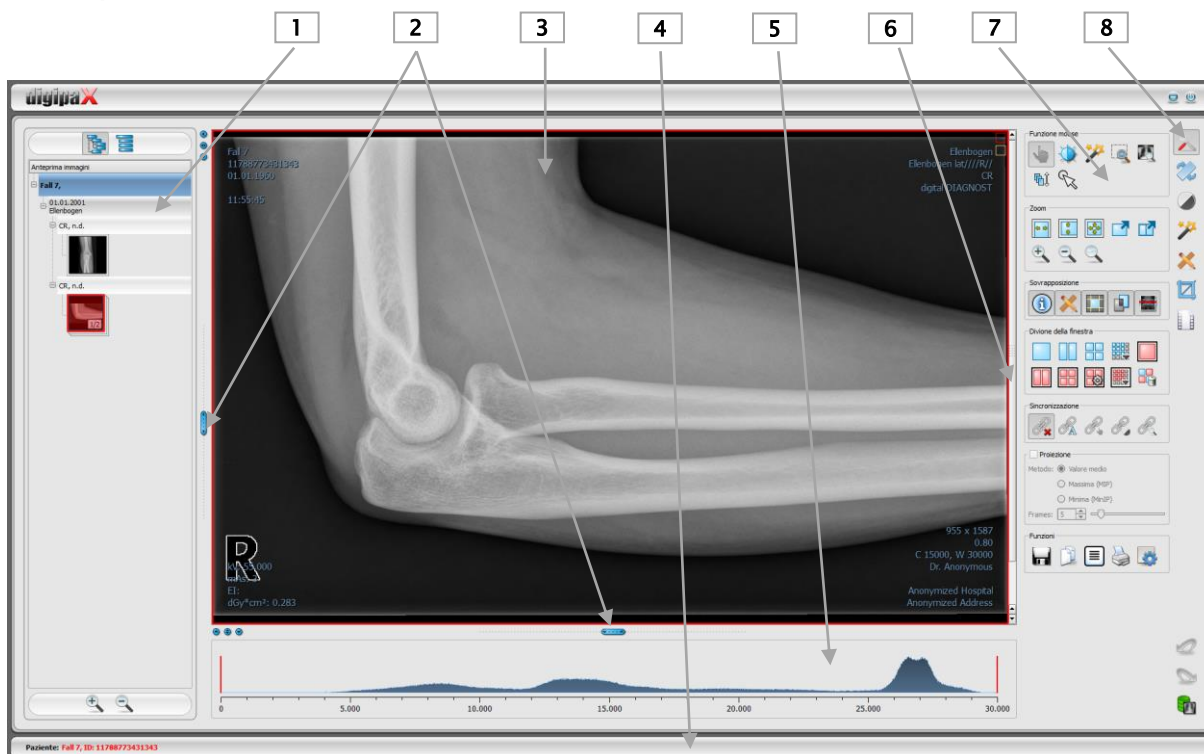 1 2 3 4 5 6 7 8
digipaX
Anteprima immagini
Fall 7,
01.01.2001
Ellenbogen
CR, n.d.
1/2
CR, n.d.
Fall 7
11788773431343
01.01.1960
11:55:45
Ellenbogen
Ellenbogen lat////R//
CR
digital DIAGNOST
R
EI:
dGy*cm²: 0.283
955 x 1587
0.80
C 15000, W 30000
Dr. Anonymous
Anonymized Hospital
Anonymized Address
0 5.000 10.000 15.000 20.000 25.000 30.000
Funzione mouse
Zoom
Sovrapposizione
Divione della finestra
Sincronizzazione
Proiezione
Metodo: Valore medio
Massima (MIP)
Minima (MinIP)
Frames: 5
Funzioni
Paziente: Fall 7, ID: 11788773431343